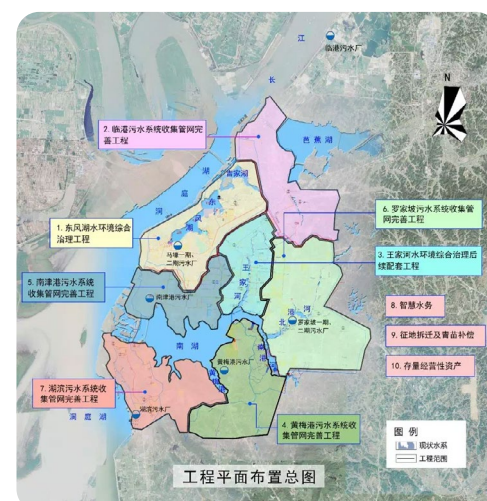 江
临港污水厂
长
N
2. 临港污水系统收集管网完
善工程
芭蕉湖
湖
庭
洞
6. 罗家坡污水系统收集管
网完善工程
东
风
湖
1. 东风湖水环境综合
治理工程
马壕一期、
二期污水厂
王
家
河
3. 王家河水环境综合治理后
续配套工程
5. 南津港污水系统
收集管网完善工程
南津港污水厂
北
港
河
8. 智慧水务
罗家坡一期、
二期污水厂
9. 征地拆迁及青苗补偿
南湖
黄梅港污水厂
10. 存量经营性资产
7. 湖滨污水系统收
集管网完善工程
湖滨污水厂
洞庭湖
4. 黄梅港污水系统收
集管网完善工程
图例
现状水系
工程范围
工程平面布置总图